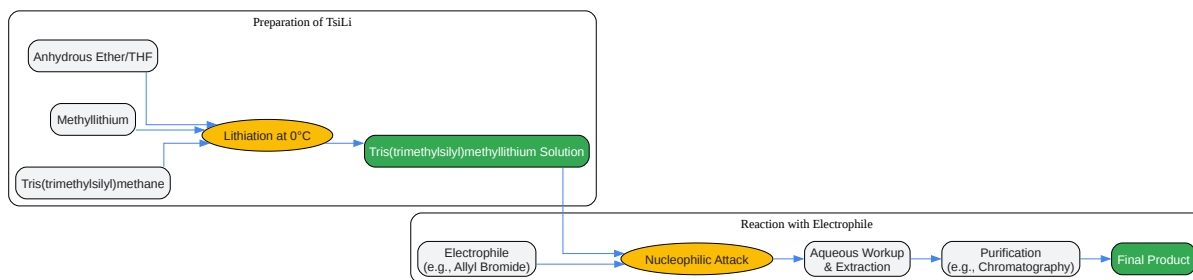 Preparation of TsiLi
Anhydrous Ether/THF
Methyllithium
Lithiation at 0°C
Tris(trimethylsilyl)methyllithium Solution
Tris(trimethylsilyl)methane
Reaction with Electrophile
Electrophile
(e.g., Allyl Bromide)
Nucleophilic Attack
Aqueous Workup
& Extraction
Purification
(e.g., Chromatography)
Final Product